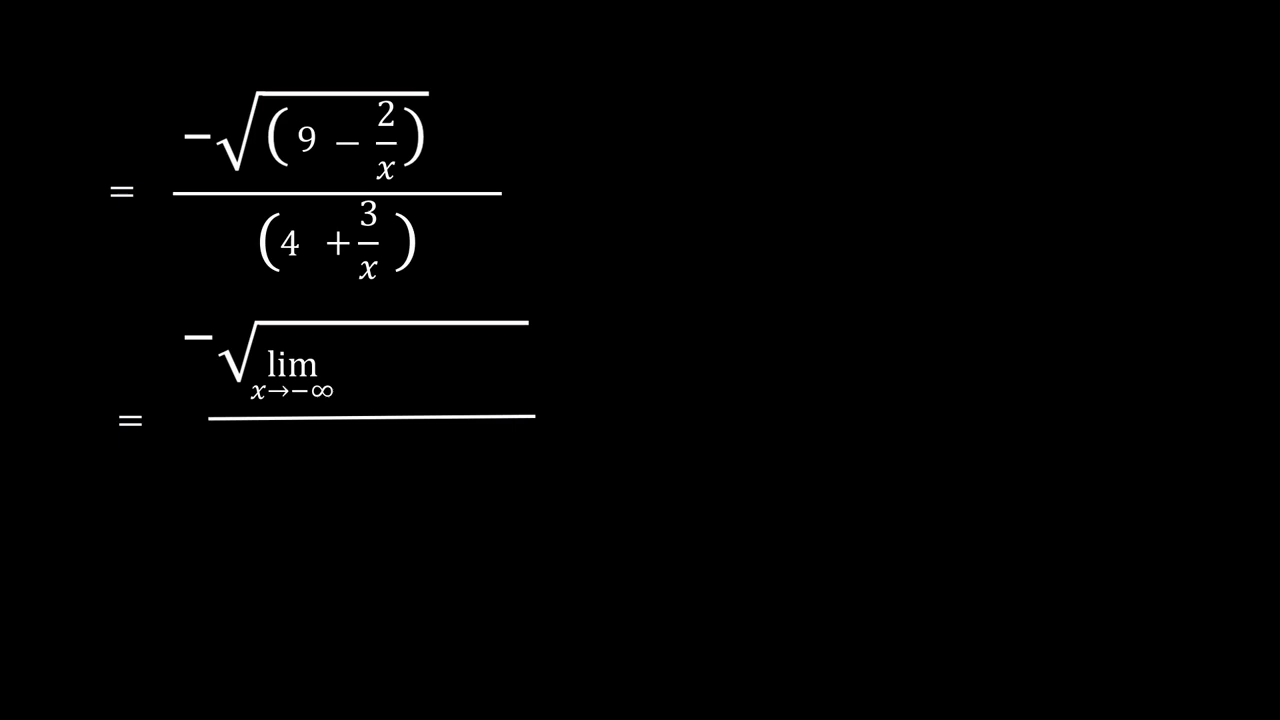 = −√(9 − 2/x) / (4 + 3/x)
= −√lim x→−∞